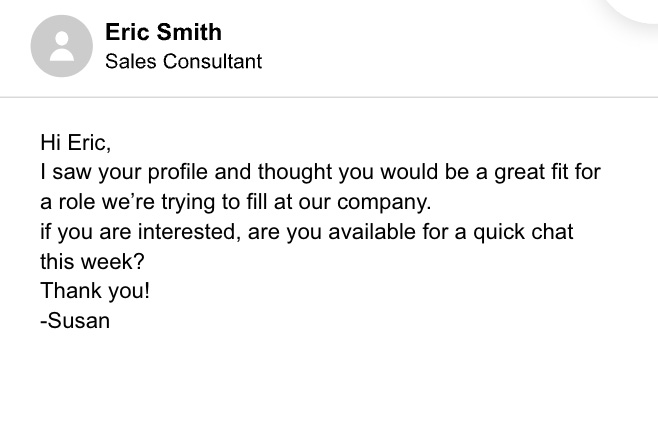 Eric Smith
Sales Consultant
Hi Eric,
I saw your profile and thought you would be a great fit for
a role we’re trying to fill at our company.
if you are interested, are you available for a quick chat
this week?
Thank you!
-Susan